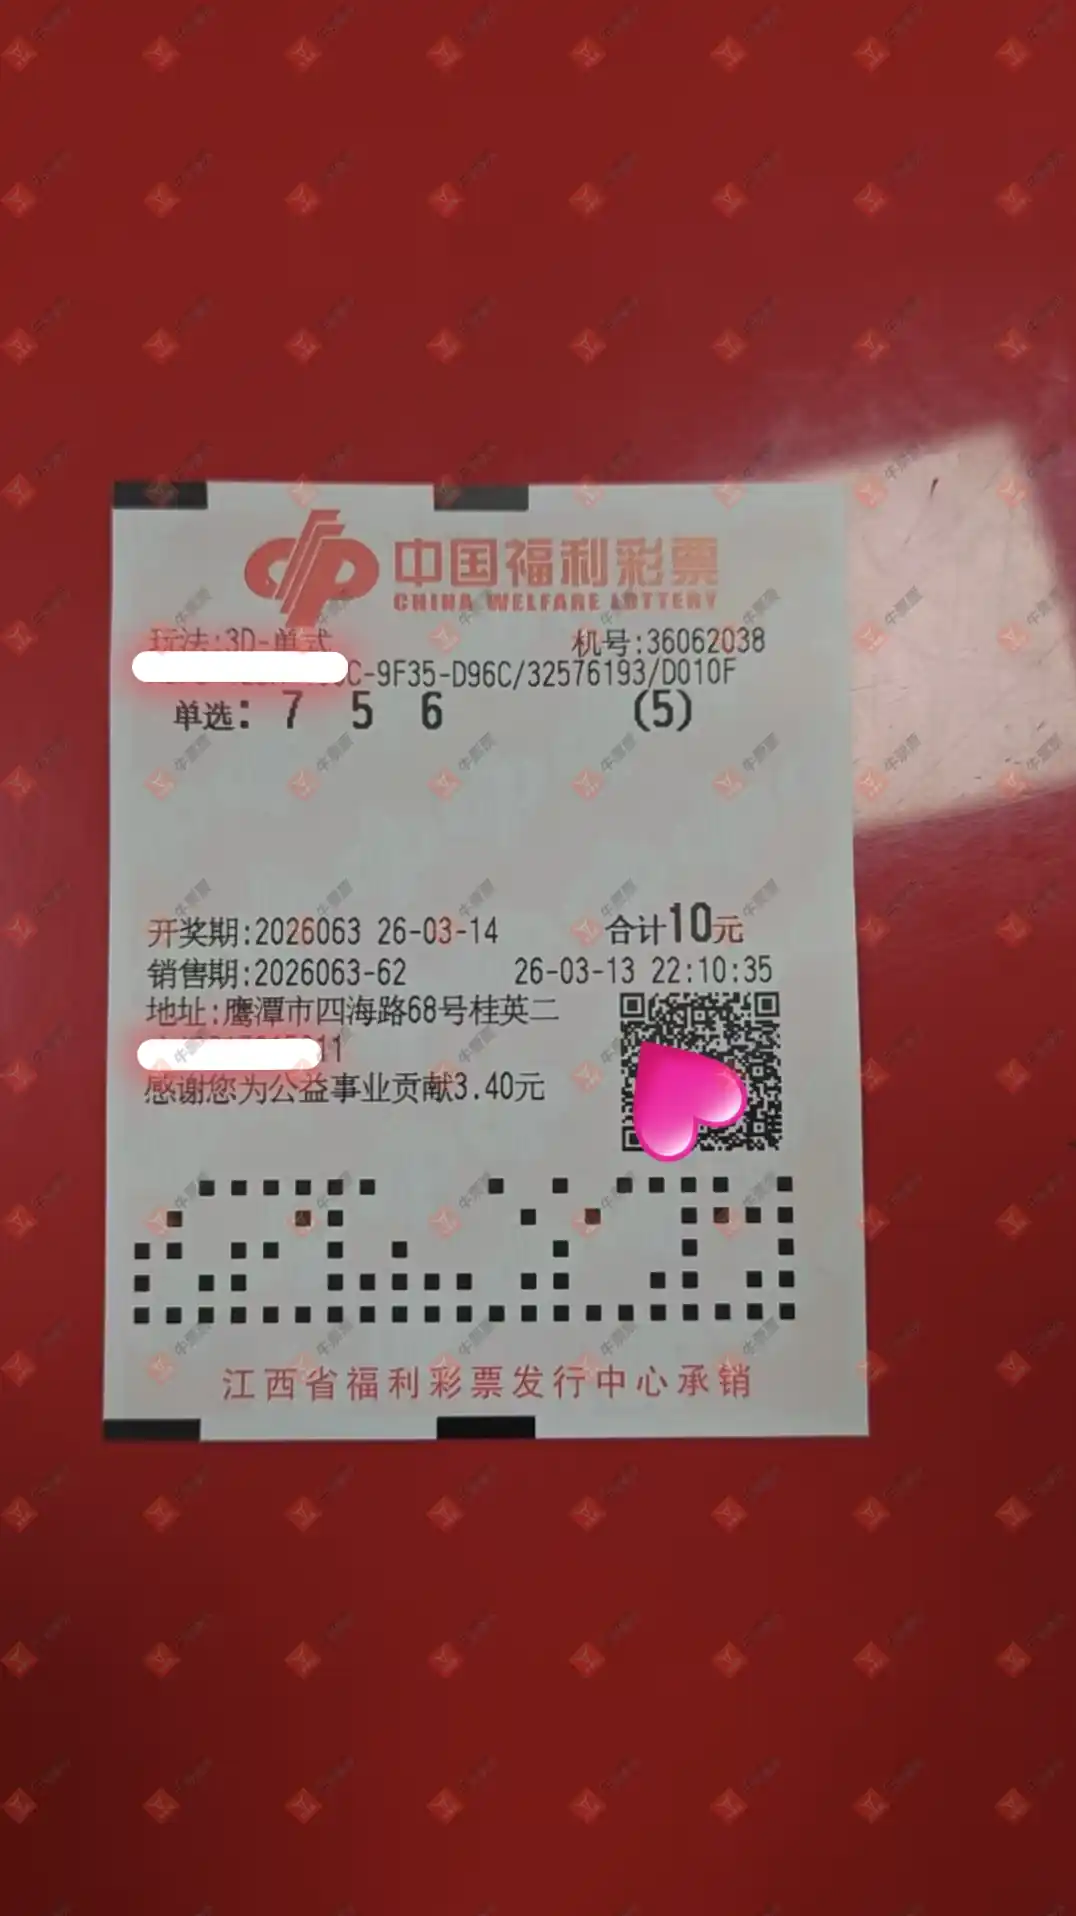 中国福利彩票
CHINA WELFARE LOTTERY
玩法:3D-单式 机号:36062038
C-9F35-D96C/32576193/D010F
单选: 7 5 6 (5)
开奖期:2026063 26-03-14 合计10元
销售期:2026063-62 26-03-13 22:10:35
地址:鹰潭市四海路68号桂英二
11
感谢您为公益事业贡献3.40元
江西省福利彩票发行中心承销